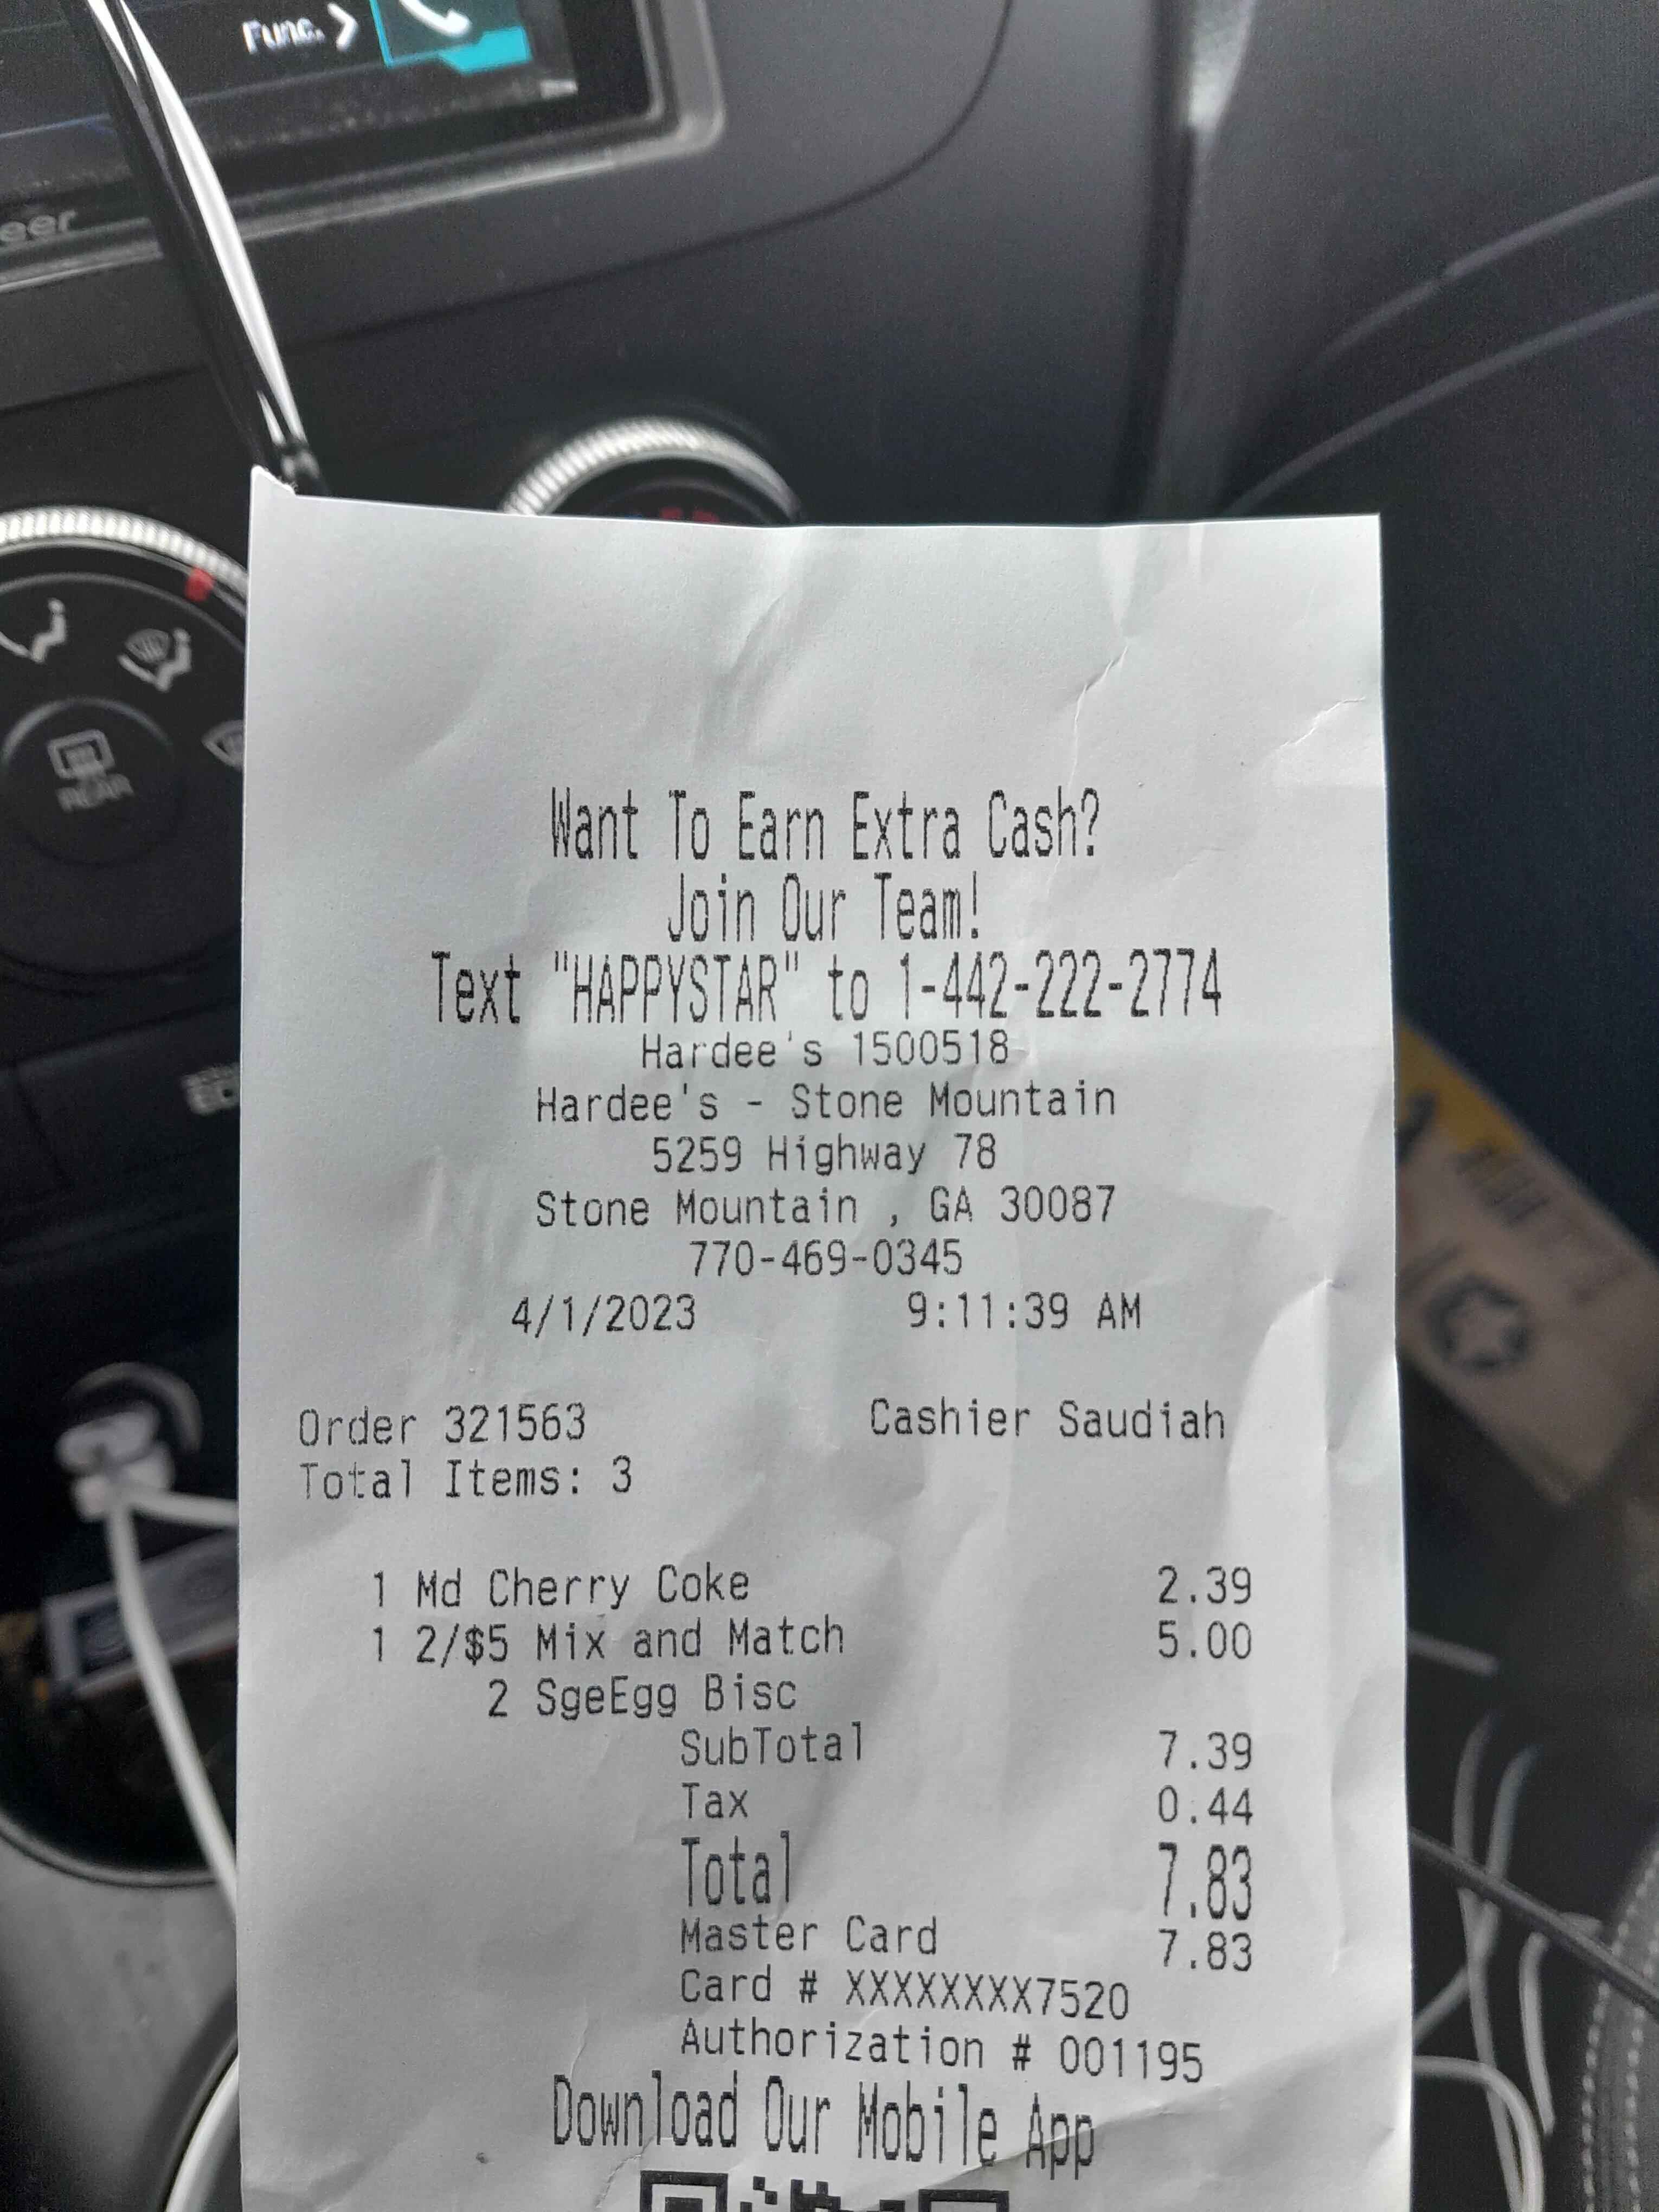 Func. >
eer
REAR
Want To Earn Extra Cash?
Join Our Team!
Text "HAPPYSTAR" to 1-442-222-2774
Hardee's 1500518
Hardee's - Stone Mountain
5259 Highway 78
Stone Mountain , GA 30087
770-469-0345
4/1/2023 9:11:39 AM
Order 321563 Cashier Saudiah
Total Items: 3
1 Md Cherry Coke 2.39
1 2/$5 Mix and Match 5.00
2 SgeEgg Bisc
SubTotal 7.39
Tax 0.44
Total 7.83
Master Card 7.83
Card # XXXXXXXX7520
Authorization # 001195
Download Our Mobile App